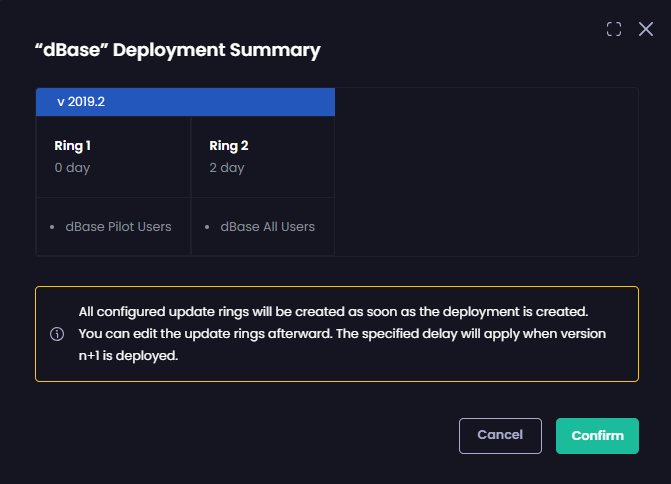 “dBase” Deployment Summary
v 2019.2
Ring 1
0 day
Ring 2
2 day
• dBase Pilot Users
• dBase All Users
All configured update rings will be created as soon as the deployment is created.
You can edit the update rings afterward. The specified delay will apply when version
n+1 is deployed.
Cancel
Confirm